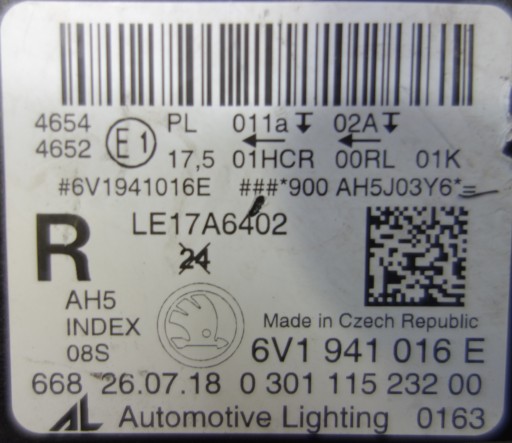 4654 PL 011a 02A
4652 E1 17,5 01HCR 00RL 01K
#6V1941016E ###*900 AH5J03Y6*=
R LE17A6402
24
AH5
INDEX Made in Czech Republic
08S 6V1 941 016 E
668 26.07.18 0 301 115 232 00
AL Automotive Lighting 0163